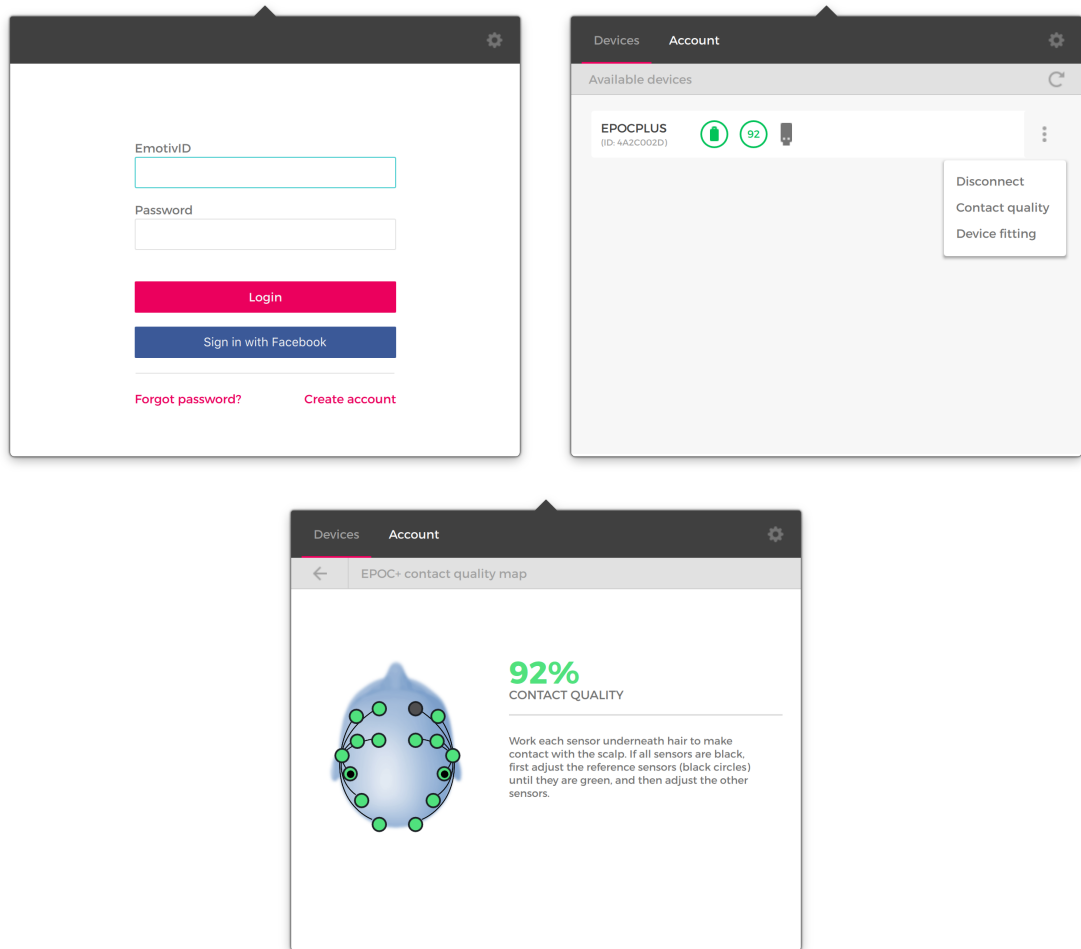 EmotivID
Password
Login
Sign in with Facebook
Forgot password? Create account
Devices Account
Available devices
EPOCPLUS
(ID: 4A2C002D)
92
Disconnect
Contact quality
Device fitting
Devices Account
EPOC+ contact quality map
92%
CONTACT QUALITY
Work each sensor underneath hair to make
contact with the scalp. If all sensors are black,
first adjust the reference sensors (black circles)
until they are green, and then adjust the other
sensors.